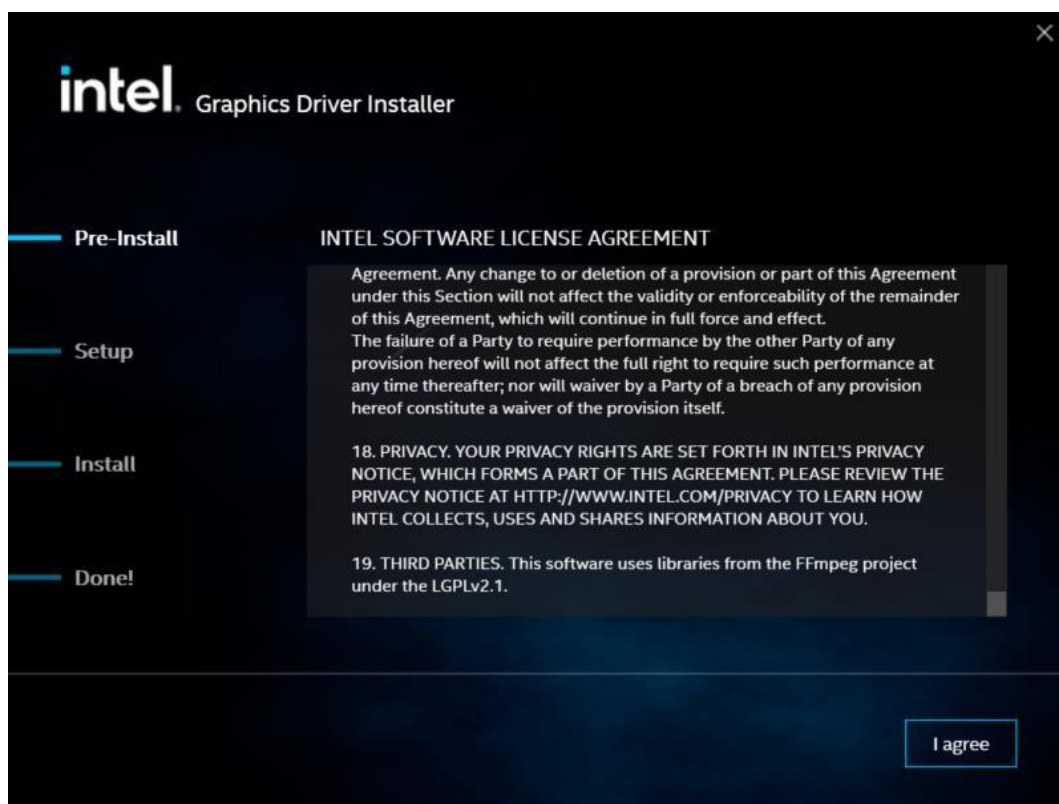 intel. Graphics Driver Installer
Pre-Install
Setup
Install
Done!
INTEL SOFTWARE LICENSE AGREEMENT
Agreement. Any change to or deletion of a provision or part of this Agreement
under this Section will not affect the validity or enforceability of the remainder
of this Agreement, which will continue in full force and effect.
The failure of a Party to require performance by the other Party of any
provision hereof will not affect the full right to require such performance at
any time thereafter; nor will waiver by a Party of a breach of any provision
hereof constitute a waiver of the provision itself.
18. PRIVACY. YOUR PRIVACY RIGHTS ARE SET FORTH IN INTEL'S PRIVACY
NOTICE, WHICH FORMS A PART OF THIS AGREEMENT. PLEASE REVIEW THE
PRIVACY NOTICE AT HTTP://WWW.INTEL.COM/PRIVACY TO LEARN HOW
INTEL COLLECTS, USES AND SHARES INFORMATION ABOUT YOU.
19. THIRD PARTIES. This software uses libraries from the FFmpeg project
under the LGPLv2.1.
I agree